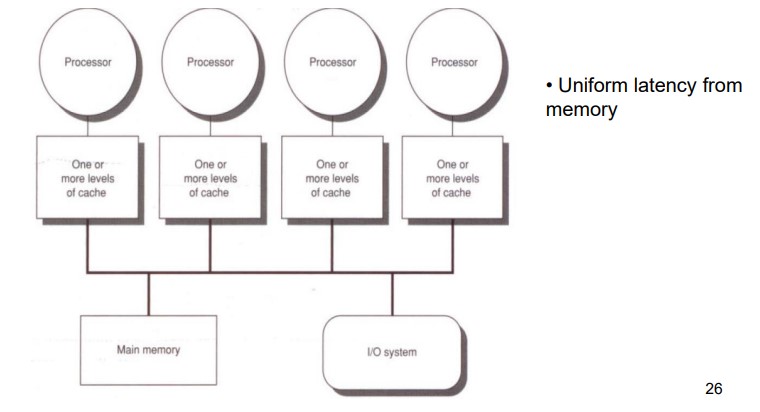 Processor
Processor
Processor
Processor
• Uniform latency from
memory
One or
more levels
of cache
One or
more levels
of cache
One or
more levels
of cache
One or
more levels
of cache
Main memory
I/O system
26